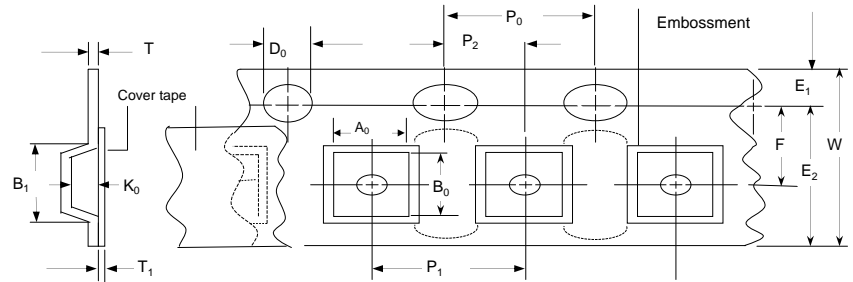 P0
Embossment
T
D0
P2
E1
Cover tape
A0
F
W
B1
K0
B0
E2
T1
P1